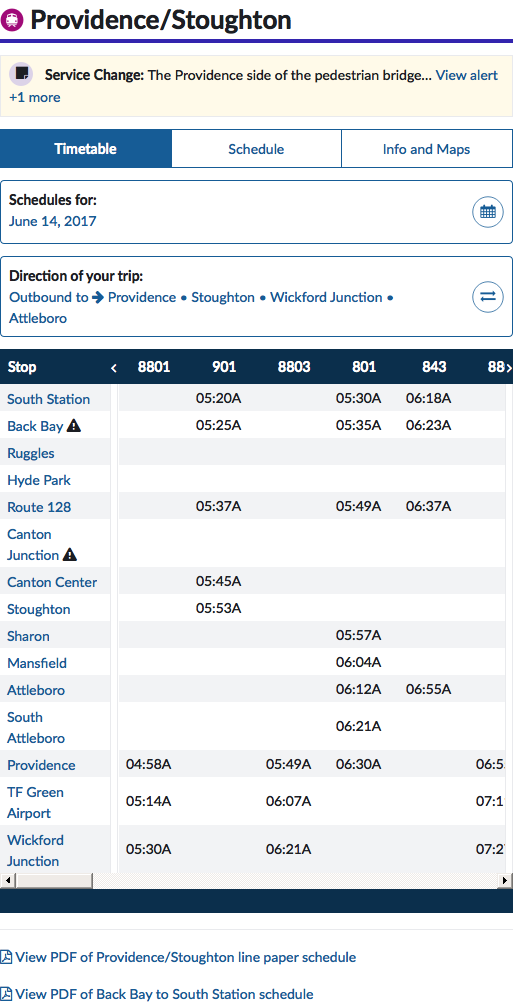 Providence/Stoughton
Service Change: The Providence side of the pedestrian bridge... View alert
+1 more
Timetable Schedule Info and Maps
Schedules for:
June 14, 2017
Direction of your trip:
Outbound to → Providence • Stoughton • Wickford Junction •
Attleboro
Stop ‹ 8801 901 8803 801 843 88 ›
South Station 05:20A 05:30A 06:18A
Back Bay 05:25A 05:35A 06:23A
Ruggles
Hyde Park
Route 128 05:37A 05:49A 06:37A
Canton
Junction
Canton Center 05:45A
Stoughton 05:53A
Sharon 05:57A
Mansfield 06:04A
Attleboro 06:12A 06:55A
South
Attleboro 06:21A
Providence 04:58A 05:49A 06:30A 06:5
TF Green
Airport 05:14A 06:07A 07:1
Wickford
Junction 05:30A 06:21A 07:2
View PDF of Providence/Stoughton line paper schedule
View PDF of Back Bay to South Station schedule